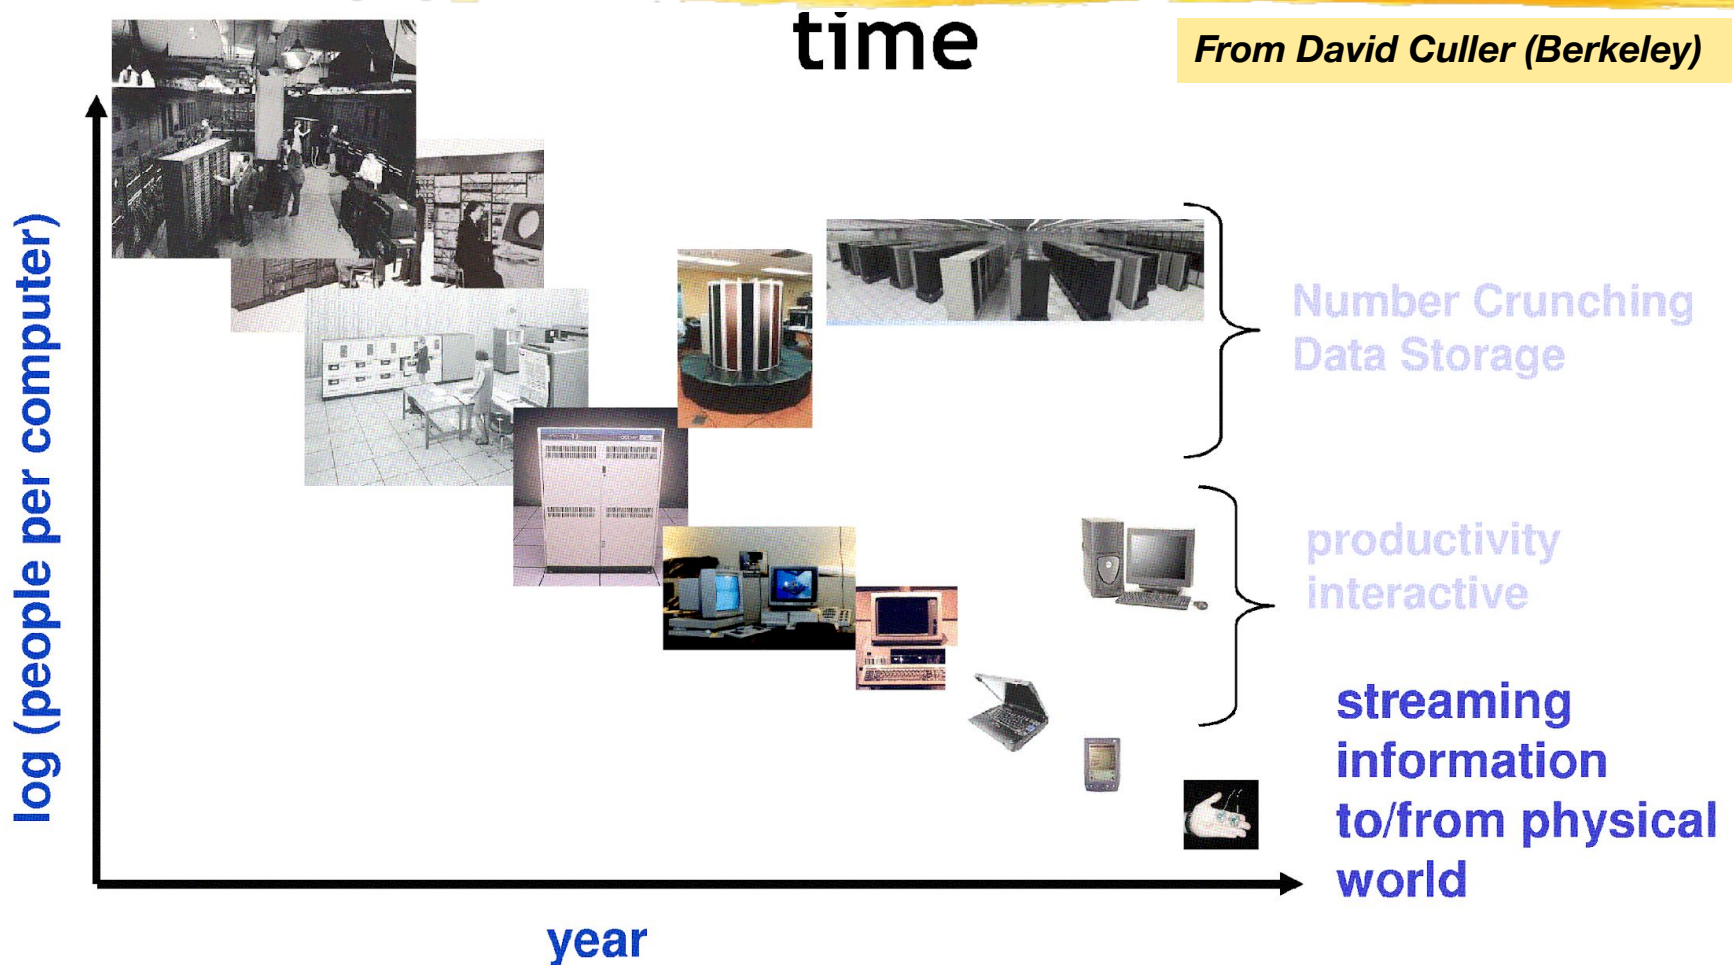 time
From David Culler (Berkeley)
log (people per computer)
Number Crunching
Data Storage
productivity
interactive
streaming
information
to/from physical
world
year